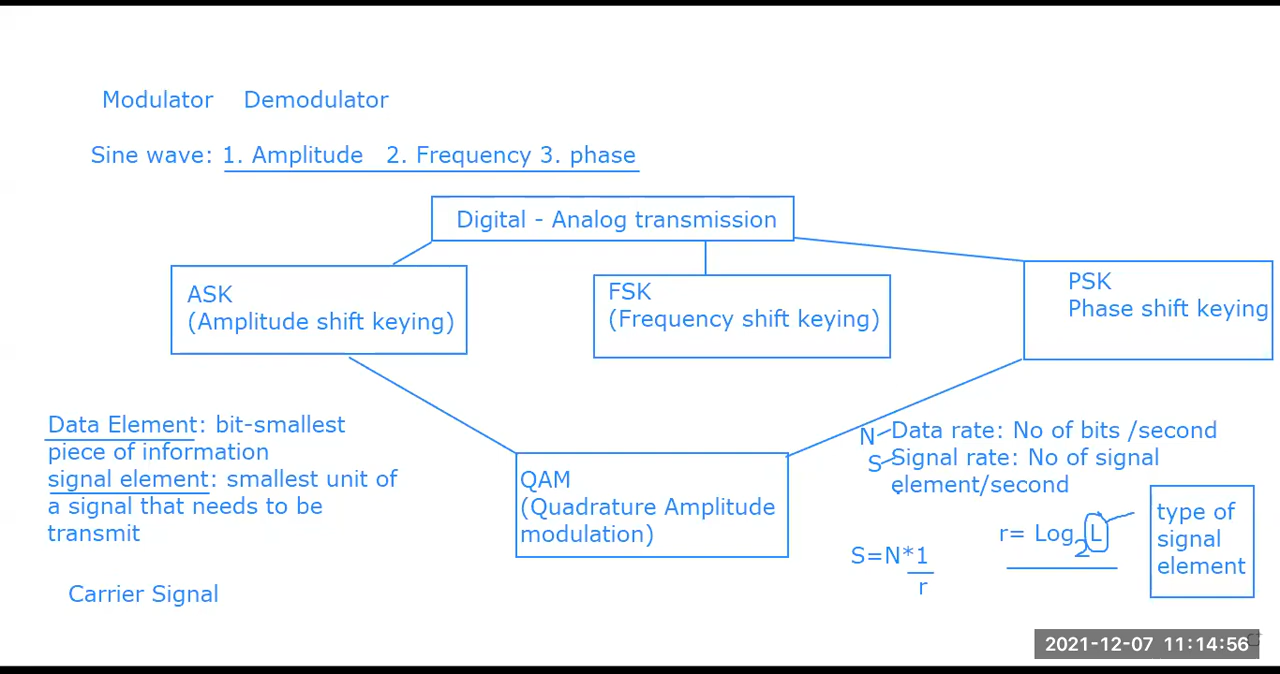 Modulator Demodulator
Sine wave: 1. Amplitude 2. Frequency 3. phase
Digital - Analog transmission
ASK
(Amplitude shift keying)
FSK
(Frequency shift keying)
PSK
Phase shift keying
Data Element: bit-smallest
piece of information
signal element: smallest unit of
a signal that needs to be
transmit
Carrier Signal
QAM
(Quadrature Amplitude
modulation)
N Data rate: No of bits /second
S Signal rate: No of signal
element/second
S=N*1
r
r= Log2L
type of
signal
element
2021-12-07 11:14:56